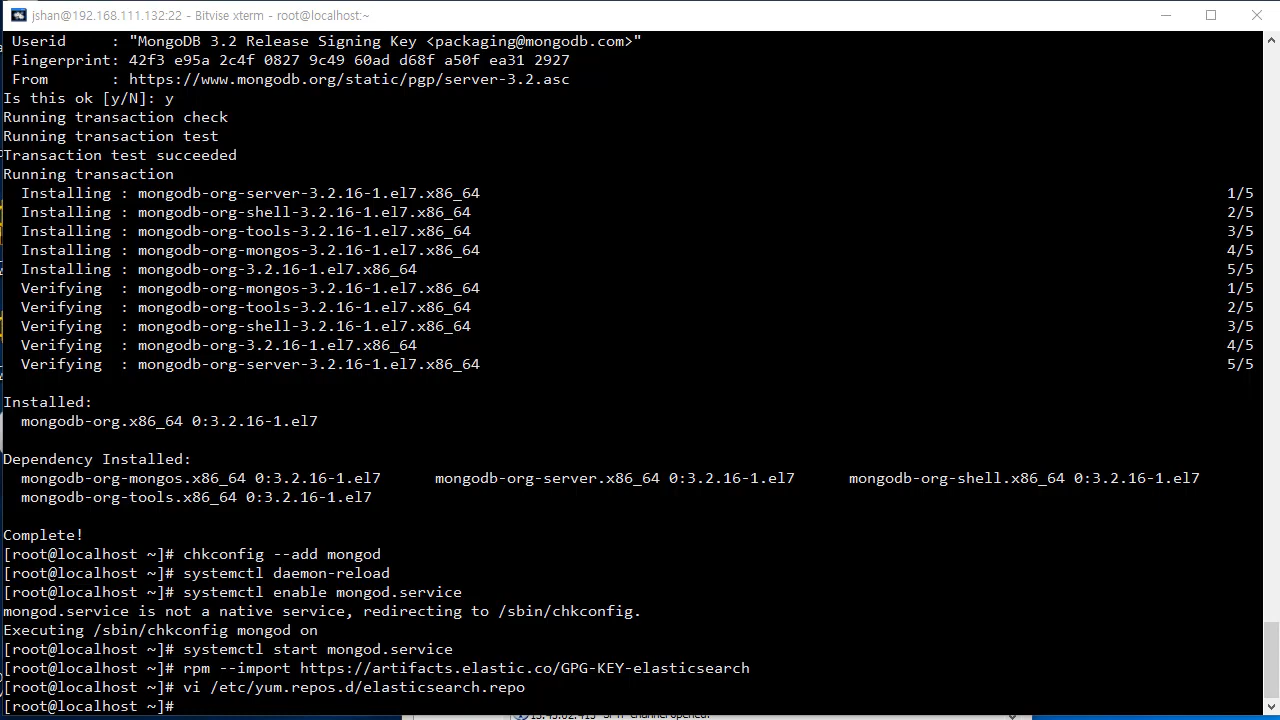 jshan@192.168.111.132:22 - Bitvise xterm - root@localhost:~
Userid : "MongoDB 3.2 Release Signing Key <packaging@mongodb.com>"
Fingerprint: 42f3 e95a 2c4f 0827 9c49 60ad d68f a50f ea31 2927
From : https://www.mongodb.org/static/pgp/server-3.2.asc
Is this ok [y/N]: y
Running transaction check
Running transaction test
Transaction test succeeded
Running transaction
Installing : mongodb-org-server-3.2.16-1.el7.x86_64 1/5
Installing : mongodb-org-shell-3.2.16-1.el7.x86_64 2/5
Installing : mongodb-org-tools-3.2.16-1.el7.x86_64 3/5
Installing : mongodb-org-mongos-3.2.16-1.el7.x86_64 4/5
Installing : mongodb-org-3.2.16-1.el7.x86_64 5/5
Verifying : mongodb-org-mongos-3.2.16-1.el7.x86_64 1/5
Verifying : mongodb-org-tools-3.2.16-1.el7.x86_64 2/5
Verifying : mongodb-org-shell-3.2.16-1.el7.x86_64 3/5
Verifying : mongodb-org-3.2.16-1.el7.x86_64 4/5
Verifying : mongodb-org-server-3.2.16-1.el7.x86_64 5/5
Installed:
mongodb-org.x86_64 0:3.2.16-1.el7
Dependency Installed:
mongodb-org-mongos.x86_64 0:3.2.16-1.el7 mongodb-org-server.x86_64 0:3.2.16-1.el7 mongodb-org-shell.x86_64 0:3.2.16-1.el7
mongodb-org-tools.x86_64 0:3.2.16-1.el7
Complete!
[root@localhost ~]# chkconfig --add mongod
[root@localhost ~]# systemctl daemon-reload
[root@localhost ~]# systemctl enable mongod.service
mongod.service is not a native service, redirecting to /sbin/chkconfig.
Executing /sbin/chkconfig mongod on
[root@localhost ~]# systemctl start mongod.service
[root@localhost ~]# rpm --import https://artifacts.elastic.co/GPG-KEY-elasticsearch
[root@localhost ~]# vi /etc/yum.repos.d/elasticsearch.repo
[root@localhost ~]#
channel opened.